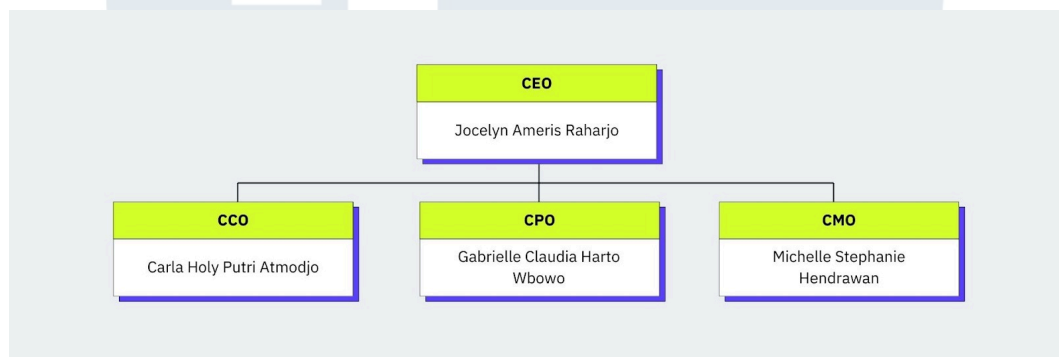 CEO
Jocelyn Ameris Raharjo
CCO
Carla Holy Putri Atmodjo
CPO
Gabrielle Claudia Harto
Wbowo
CMO
Michelle Stephanie
Hendrawan